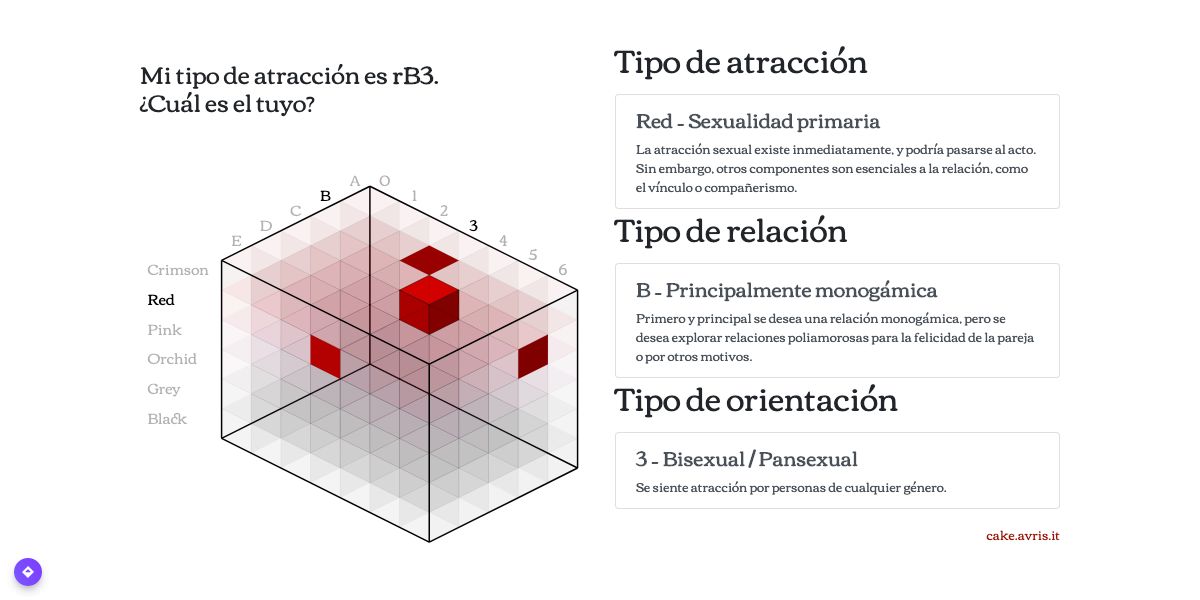 Mi tipo de atracción es rB3.
¿Cuál es el tuyo?
A
B
C
D
E
0
1
2
3
4
5
6
Crimson
Red
Pink
Orchid
Grey
Black
Tipo de atracción
Red - Sexualidad primaria
La atracción sexual existe inmediatamente, y podría pasarse al acto.
Sin embargo, otros componentes son esenciales a la relación, como
el vínculo o compañerismo.
Tipo de relación
B - Principalmente monogámica
Primero y principal se desea una relación monogámica, pero se
desea explorar relaciones poliamorosas para la felicidad de la pareja
o por otros motivos.
Tipo de orientación
3 - Bisexual / Pansexual
Se siente atracción por personas de cualquier género.
cake.avris.it